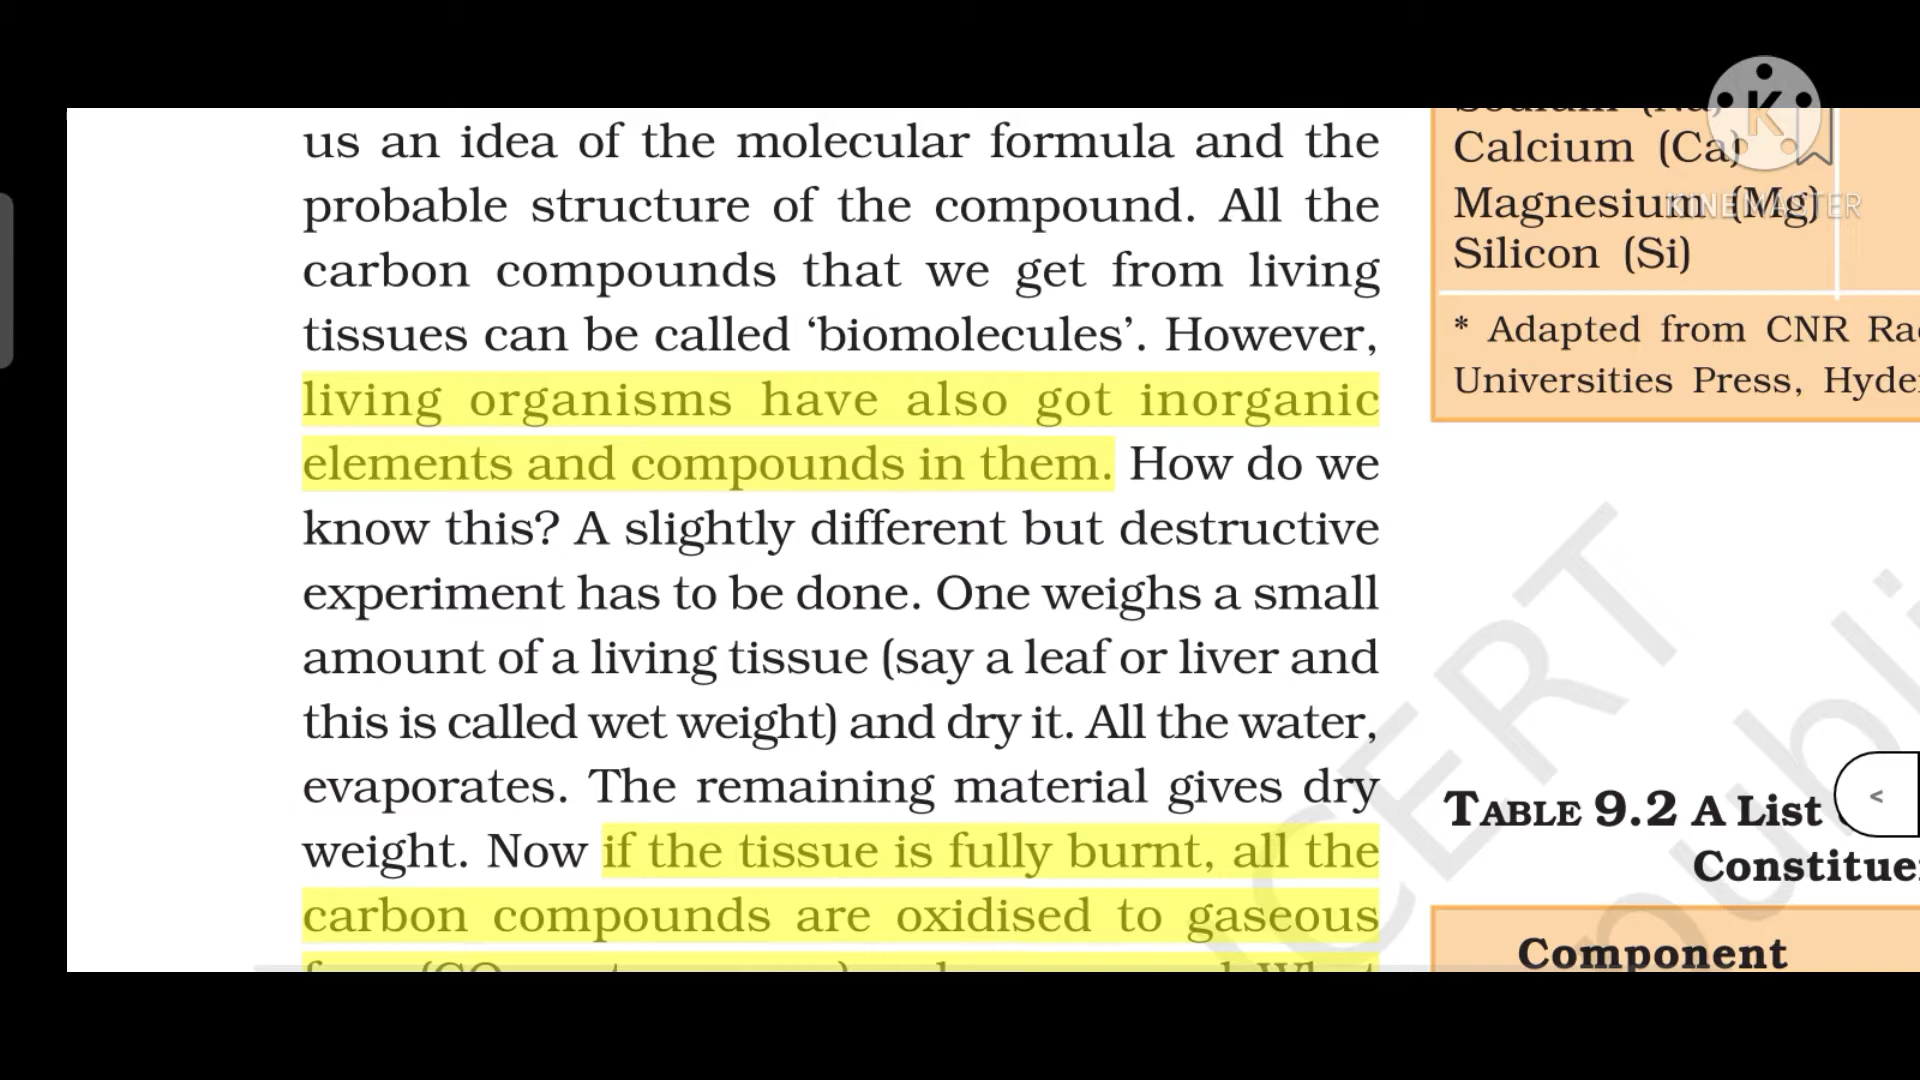 us an idea of the molecular formula and the
probable structure of the compound. All the
carbon compounds that we get from living
tissues can be called ‘biomolecules’. However,
living organisms have also got inorganic
elements and compounds in them. How do we
know this? A slightly different but destructive
experiment has to be done. One weighs a small
amount of a living tissue (say a leaf or liver and
this is called wet weight) and dry it. All the water,
evaporates. The remaining material gives dry
weight. Now if the tissue is fully burnt, all the
carbon compounds are oxidised to gaseous
Calcium (Ca)
Magnesium (Mg)
Silicon (Si)
* Adapted from CNR
Universities Press,
TABLE 9.2 A List
Component
K
KINEMASTER
<